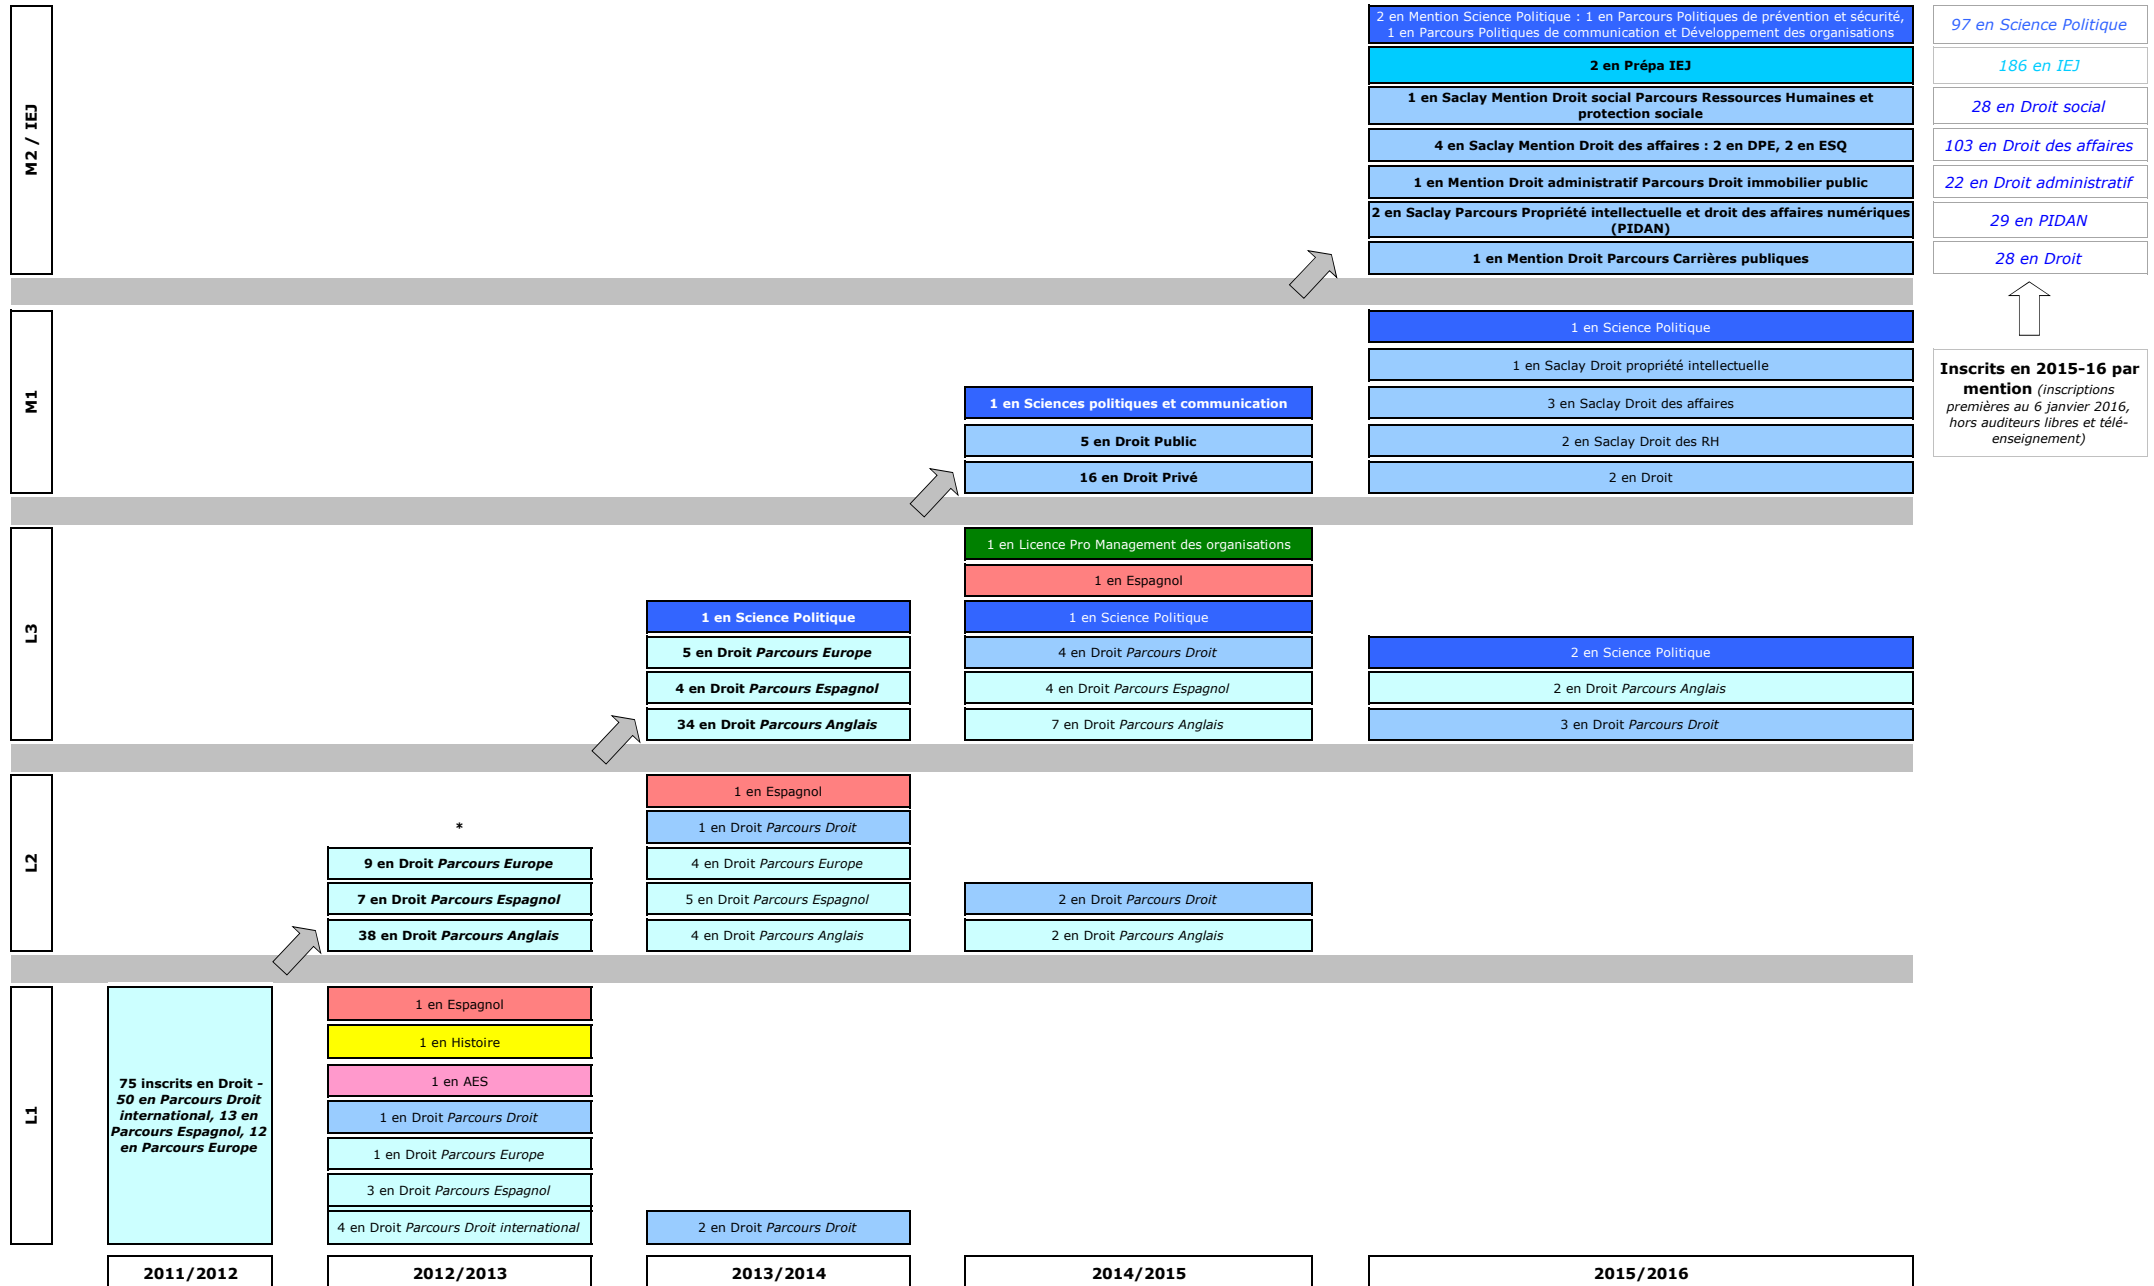 M2 / IEJ
2 en Mention Science Politique : 1 en Parcours Politiques de prévention et sécurité,
1 en Parcours Politiques de communication et Développement des organisations
97 en Science Politique
2 en Prépa IEJ
186 en IEJ
1 en Saclay Mention Droit social Parcours Ressources Humaines et
protection sociale
28 en Droit social
4 en Saclay Mention Droit des affaires : 2 en DPE, 2 en ESQ
103 en Droit des affaires
1 en Mention Droit administratif Parcours Droit immobilier public
22 en Droit administratif
2 en Saclay Parcours Propriété intellectuelle et droit des affaires numériques
(PIDAN)
29 en PIDAN
1 en Mention Droit Parcours Carrières publiques
28 en Droit
Inscrits en 2015-16 par
mention (inscriptions
premières au 6 janvier 2016,
hors auditeurs libres et télé-
enseignement)
M1
1 en Sciences politiques et communication
5 en Droit Public
16 en Droit Privé
1 en Science Politique
1 en Saclay Droit propriété intellectuelle
3 en Saclay Droit des affaires
2 en Saclay Droit des RH
2 en Droit
L3
1 en Science Politique
5 en Droit Parcours Europe
4 en Droit Parcours Espagnol
34 en Droit Parcours Anglais
1 en Licence Pro Management des organisations
1 en Espagnol
1 en Science Politique
4 en Droit Parcours Droit
4 en Droit Parcours Espagnol
7 en Droit Parcours Anglais
2 en Science Politique
2 en Droit Parcours Anglais
3 en Droit Parcours Droit
L2
*
9 en Droit Parcours Europe
7 en Droit Parcours Espagnol
38 en Droit Parcours Anglais
1 en Espagnol
1 en Droit Parcours Droit
4 en Droit Parcours Europe
5 en Droit Parcours Espagnol
4 en Droit Parcours Anglais
2 en Droit Parcours Droit
2 en Droit Parcours Anglais
L1
75 inscrits en Droit -
50 en Parcours Droit
international, 13 en
Parcours Espagnol, 12
en Parcours Europe
1 en Espagnol
1 en Histoire
1 en AES
1 en Droit Parcours Droit
1 en Droit Parcours Europe
3 en Droit Parcours Espagnol
4 en Droit Parcours Droit international
2 en Droit Parcours Droit
2011/2012
2012/2013
2013/2014
2014/2015
2015/2016